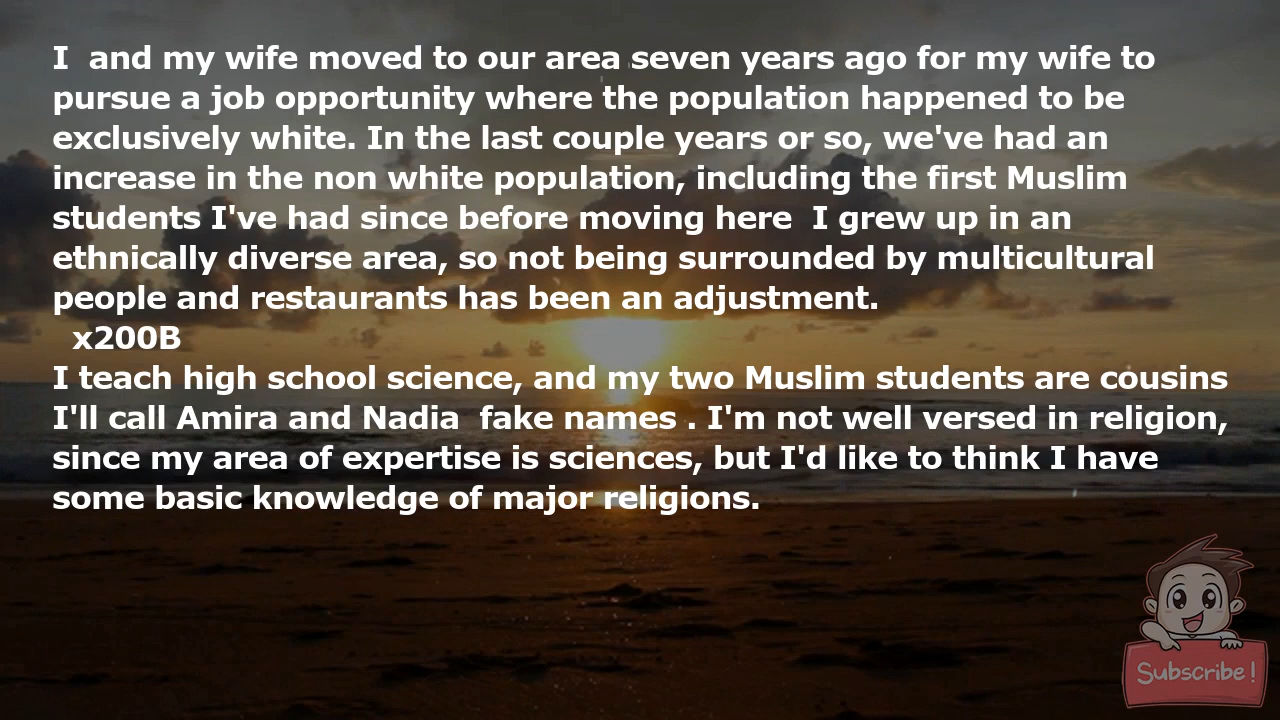 I  and my wife moved to our area seven years ago for my wife to
pursue a job opportunity where the population happened to be
exclusively white. In the last couple years or so, we've had an
increase in the non white population, including the first Muslim
students I've had since before moving here  I grew up in an
ethnically diverse area, so not being surrounded by multicultural
people and restaurants has been an adjustment.
x200B
I teach high school science, and my two Muslim students are cousins
I'll call Amira and Nadia  fake names . I'm not well versed in religion,
since my area of expertise is sciences, but I'd like to think I have
some basic knowledge of major religions.
Subscribe!